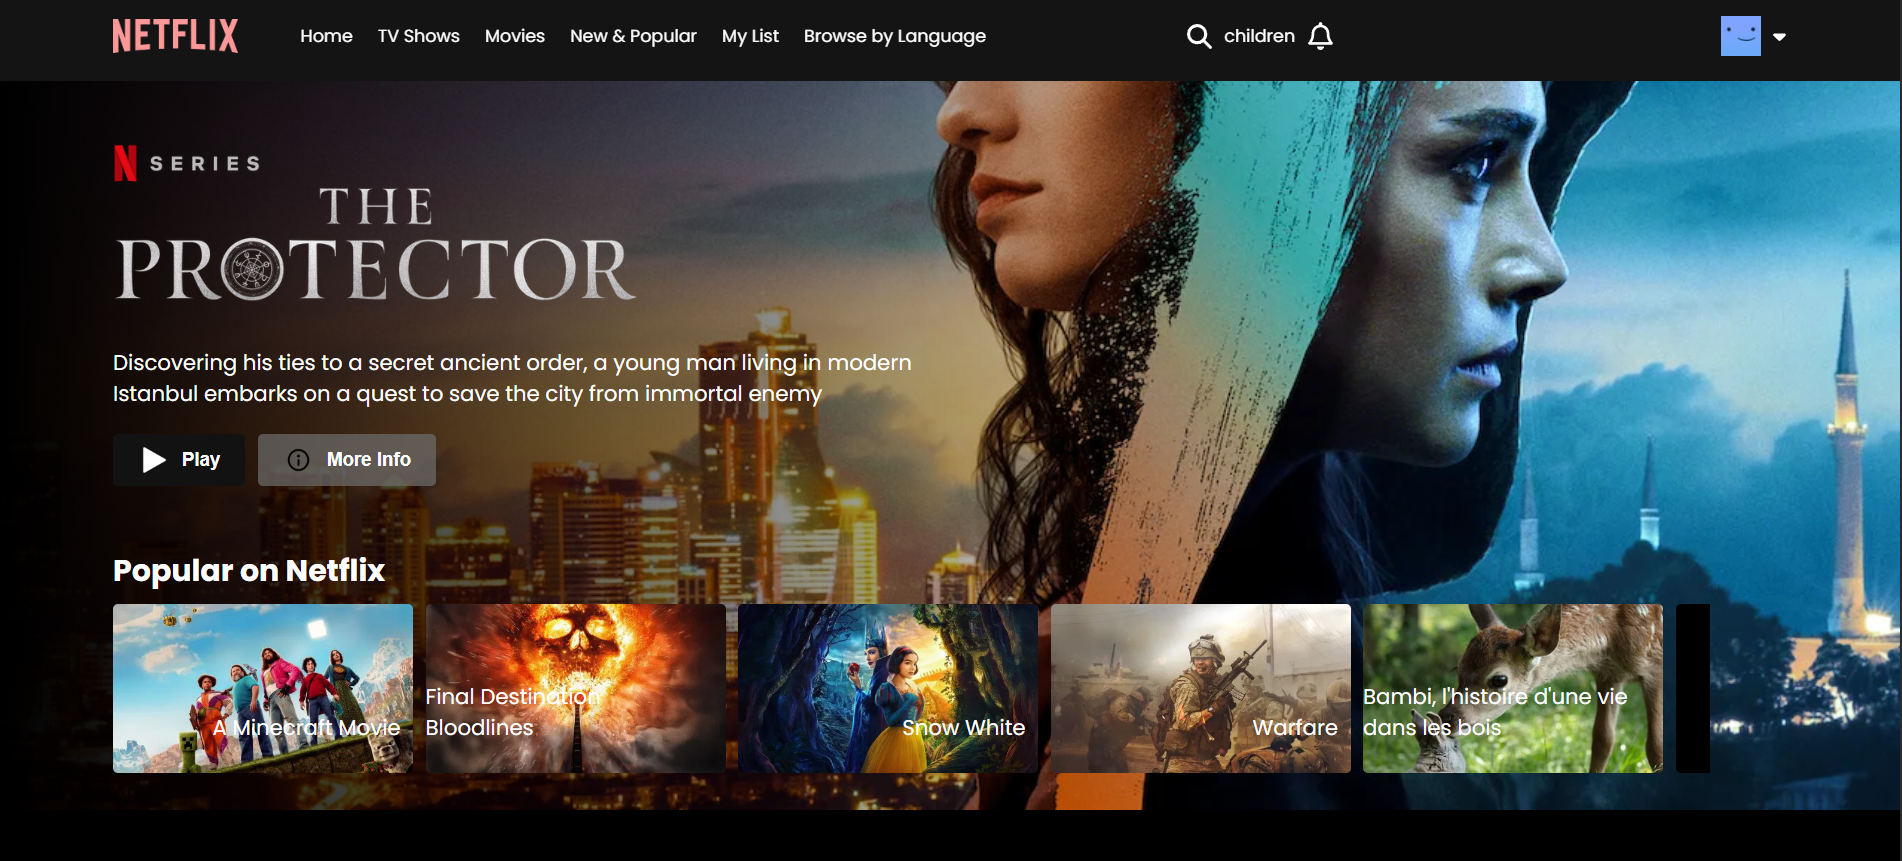 NETFLIX
Home
TV Shows
Movies
New & Popular
My List
Browse by Language
children
N SERIES
THE
PROTECTOR
Discovering his ties to a secret ancient order, a young man living in modern
Istanbul embarks on a quest to save the city from immortal enemy
Play
More Info
Popular on Netflix
A Minecraft Movie
Final Destination
Bloodlines
Snow White
Warfare
Bambi, l'histoire d'une vie
dans les bois